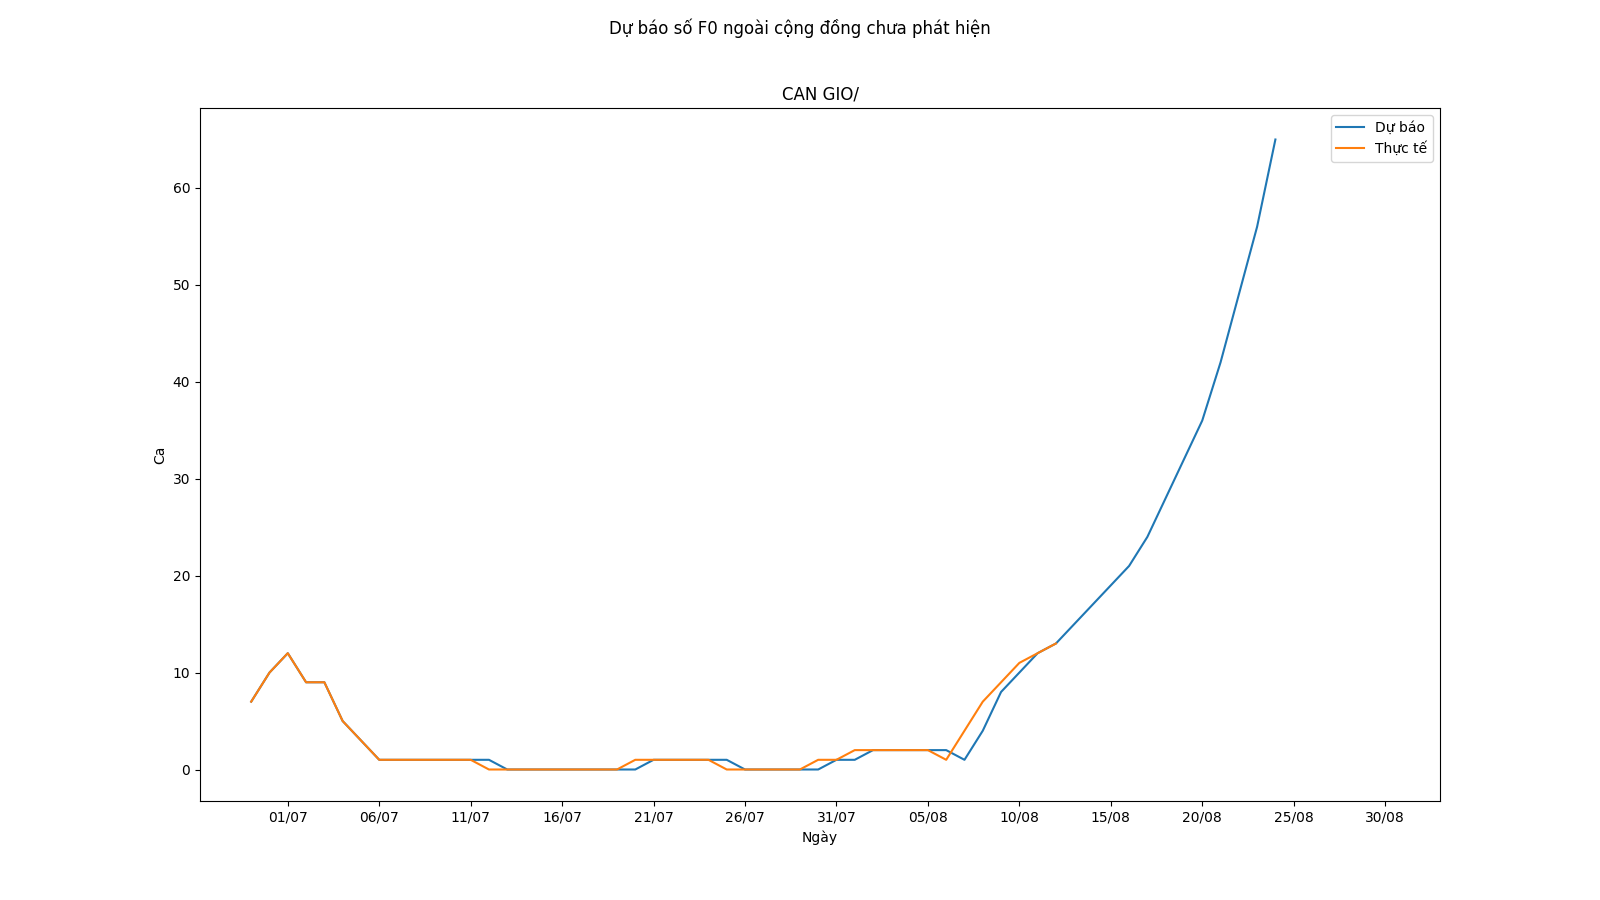 Dự báo số F0 ngoài cộng đồng chưa phát hiện
CAN GIO/
Dự báo
Thực tế
60
50
40
30
20
10
0
Ca
01/07 06/07 11/07 16/07 21/07 26/07 31/07 05/08 10/08 15/08 20/08 25/08 30/08
Ngày